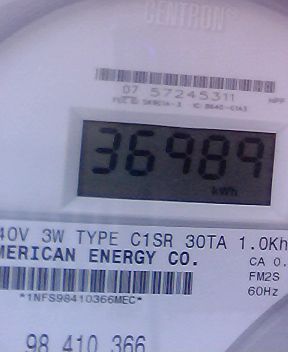 CENTRON®
07 57245311
36989
kWh
40V 3W TYPE C1SR 30TA 1.0Kh
MERICAN ENERGY CO.
CA 0.
FM2S
60Hz
*1NFS98410366MEC*
98 410 366